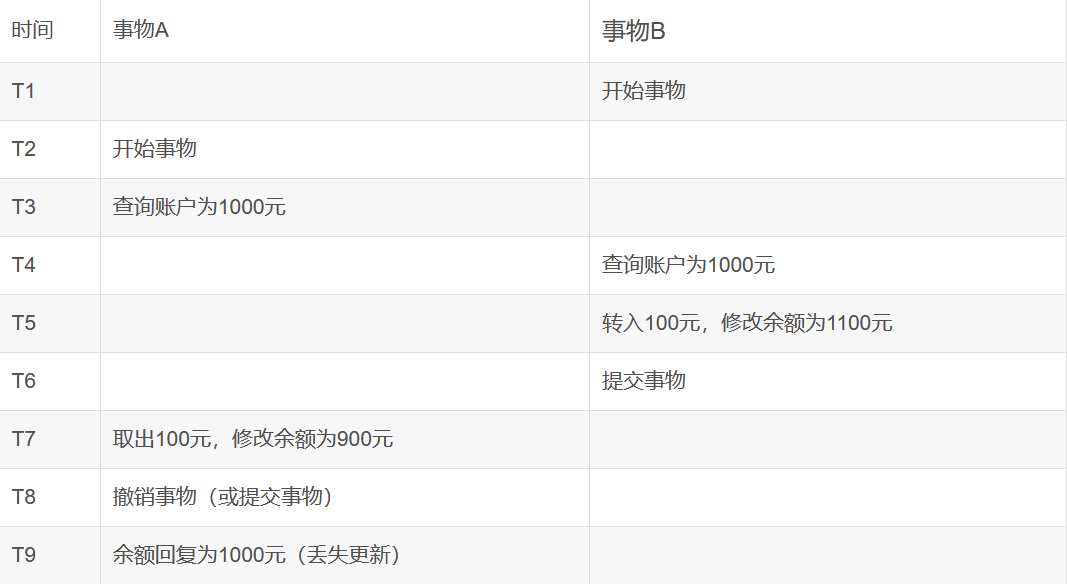 时间 事物A 事物B
T1 开始事物
T2 开始事物
T3 查询账户为1000元
T4 查询账户为1000元
T5 转入100元，修改余额为1100元
T6 提交事物
T7 取出100元，修改余额为900元
T8 撤销事物（或提交事物）
T9 余额回复为1000元（丢失更新）